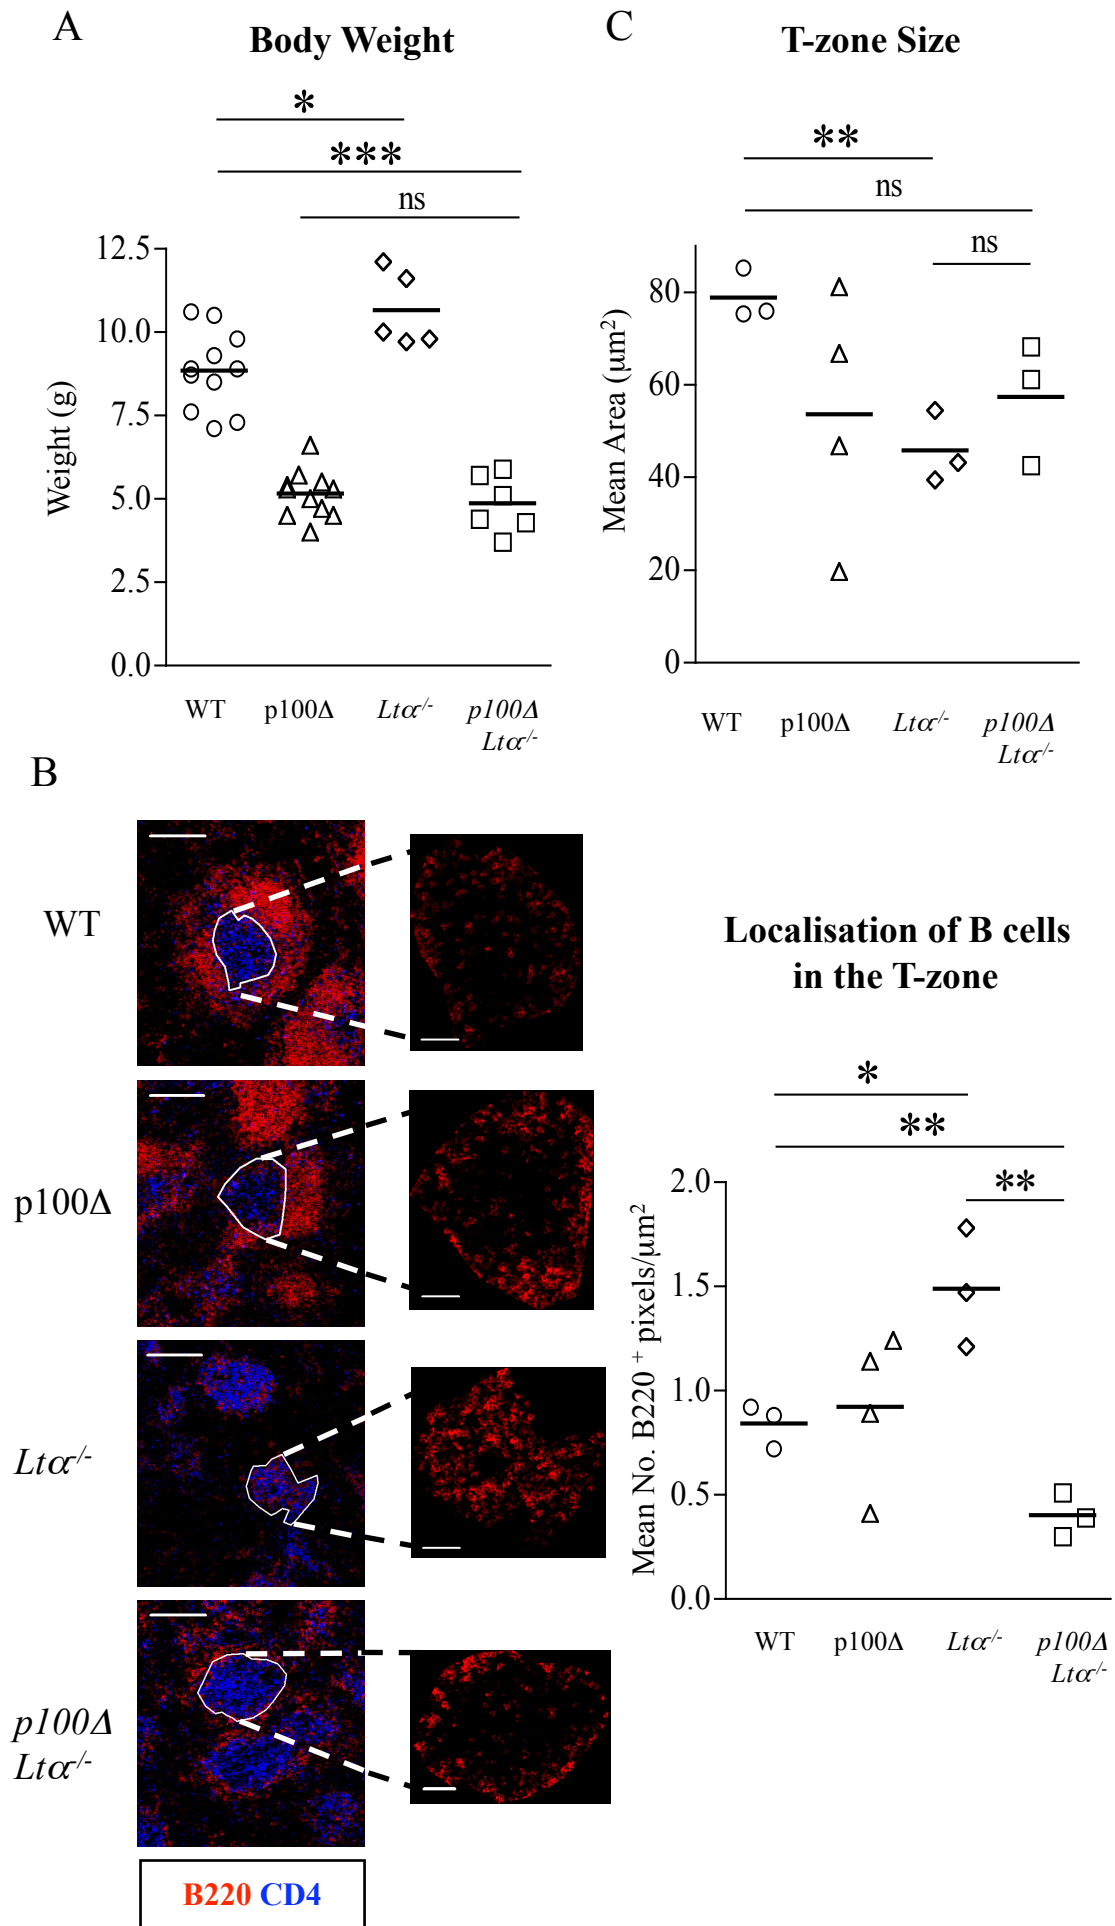 A
Body Weight
*
***
ns
12.5
10.0
7.5
5.0
2.5
0.0
Weight (g)
WT
p100Δ
Ltα-/-
p100Δ
Ltα-/-
C
T-zone Size
**
ns
ns
80
60
40
20
0
Mean Area (μm²)
WT
p100Δ
Ltα-/-
p100Δ
Ltα-/-
B
WT
p100Δ
Ltα-/-
p100Δ
Ltα-/-
B220 CD4
Localisation of B cells
in the T-zone
*
**
**
2.0
1.5
1.0
0.5
0.0
Mean No. B220 + pixels/μm²
WT
p100Δ
Ltα-/-
p100Δ
Ltα-/-